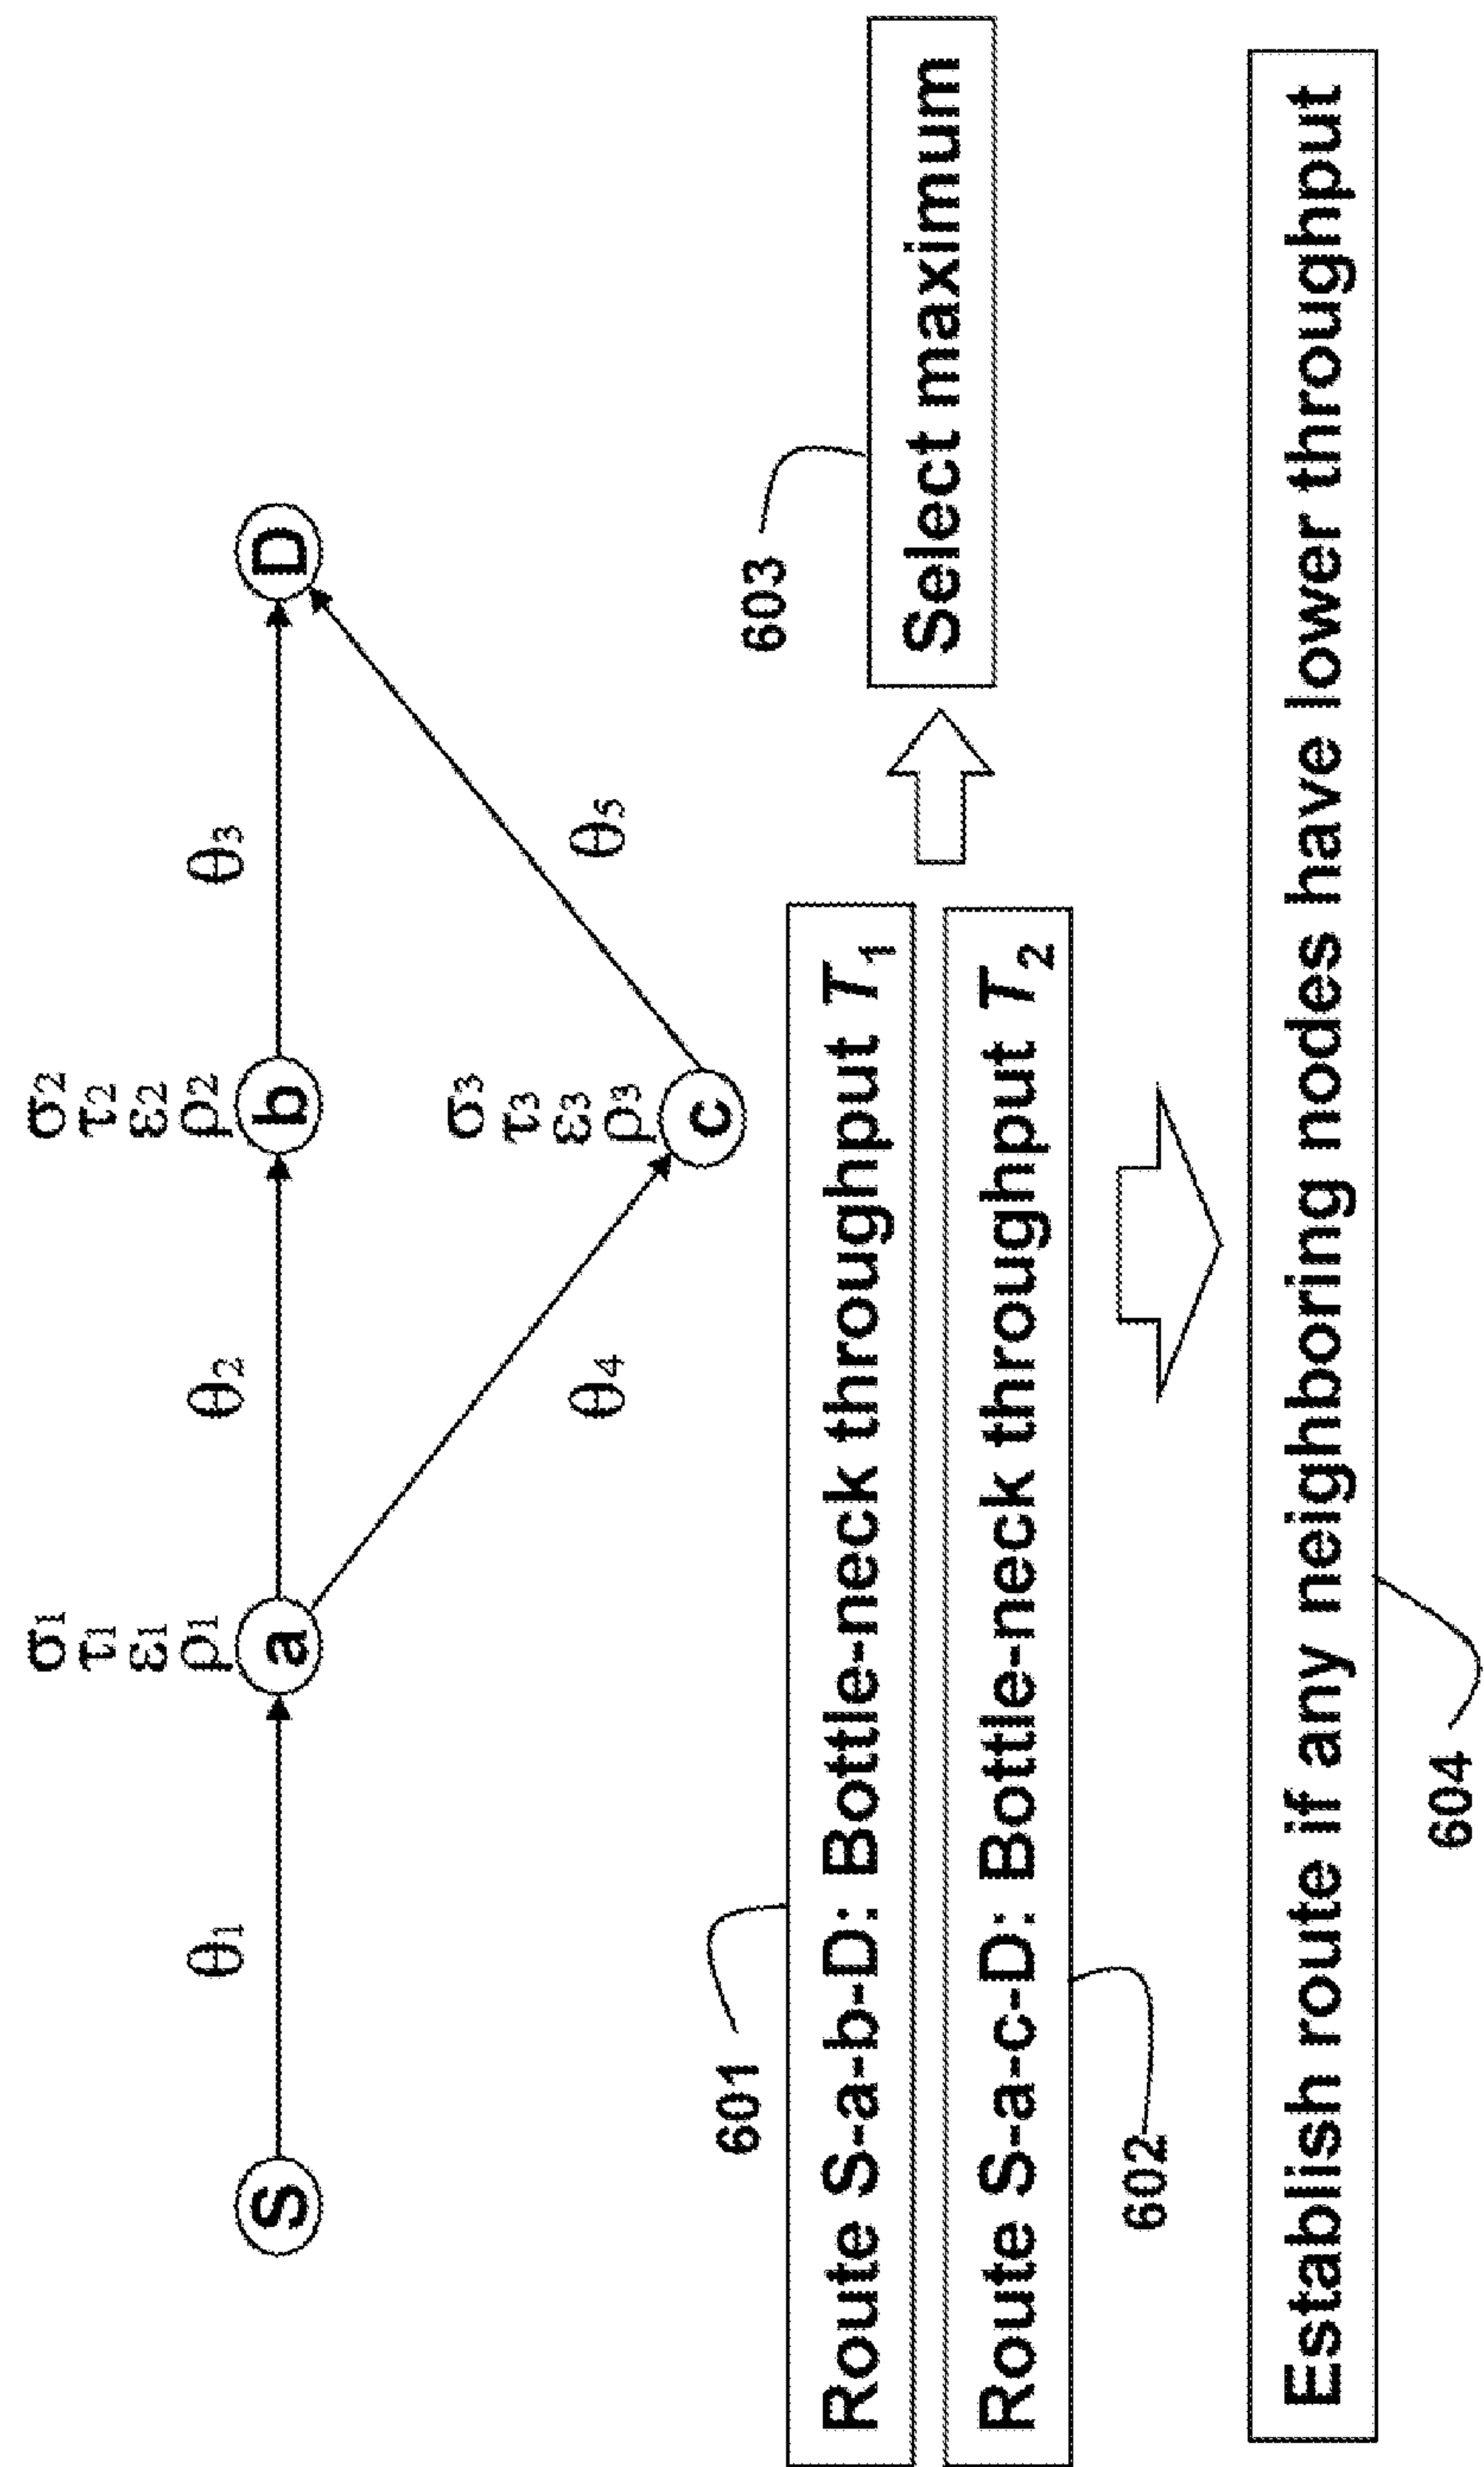 σ1
τ1
ε1
ρ1
σ2
τ2
ε2
ρ2
S
θ1
a
θ2
b
θ3
D
σ3
τ3
ε3
ρ3
θ4
θ5
c
601
603
Route S-a-b-D: Bottle-neck throughput T1
Select maximum
Route S-a-c-D: Bottle-neck throughput T2
602
Establish route if any neighboring nodes have lower throughput
604